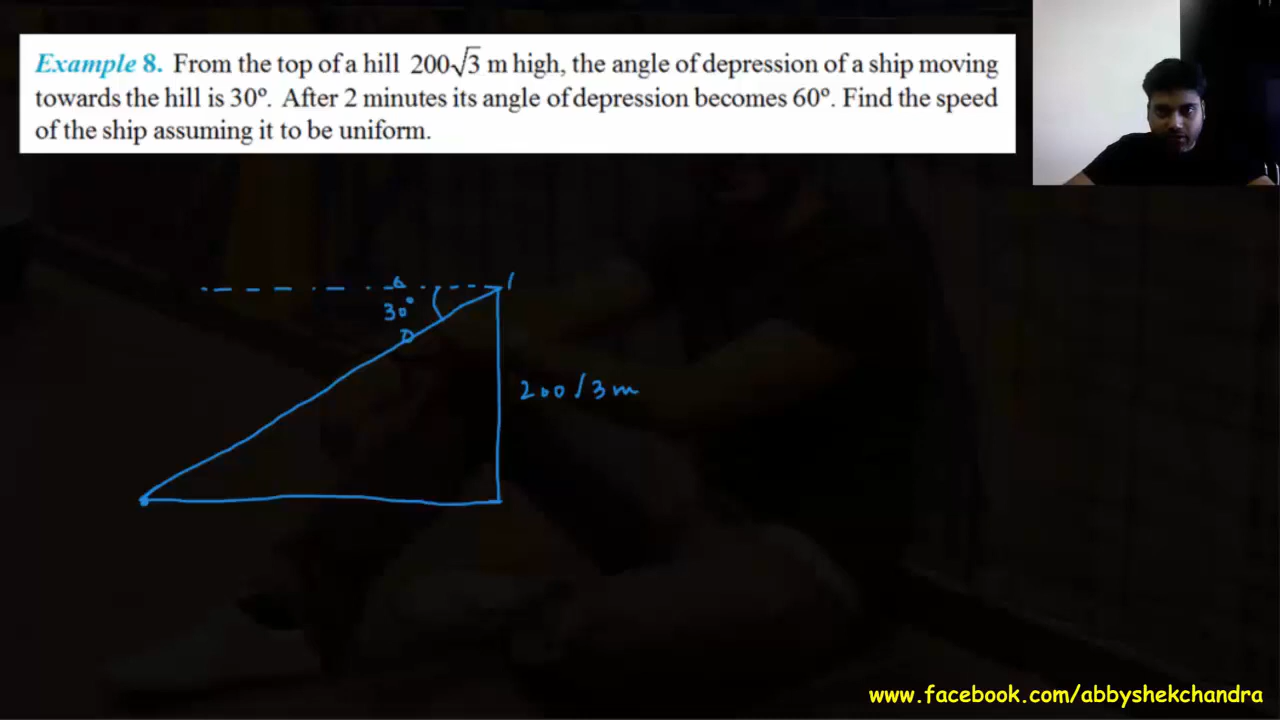 Example 8. From the top of a hill 200√3 m high, the angle of depression of a ship moving
towards the hill is 30º. After 2 minutes its angle of depression becomes 60º. Find the speed
of the ship assuming it to be uniform.
30°
200√3 m
www.facebook.com/abbyshekchandra